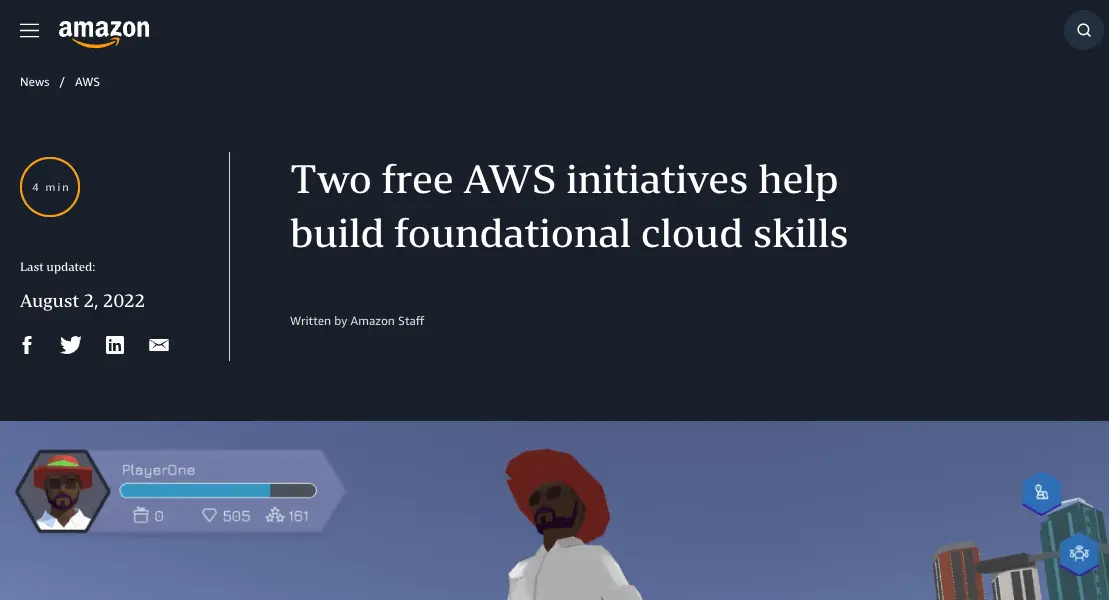 amazon
News / AWS
4 min
Last updated:
August 2, 2022
Two free AWS initiatives help
build foundational cloud skills
Written by Amazon Staff
PlayerOne
0 505 161